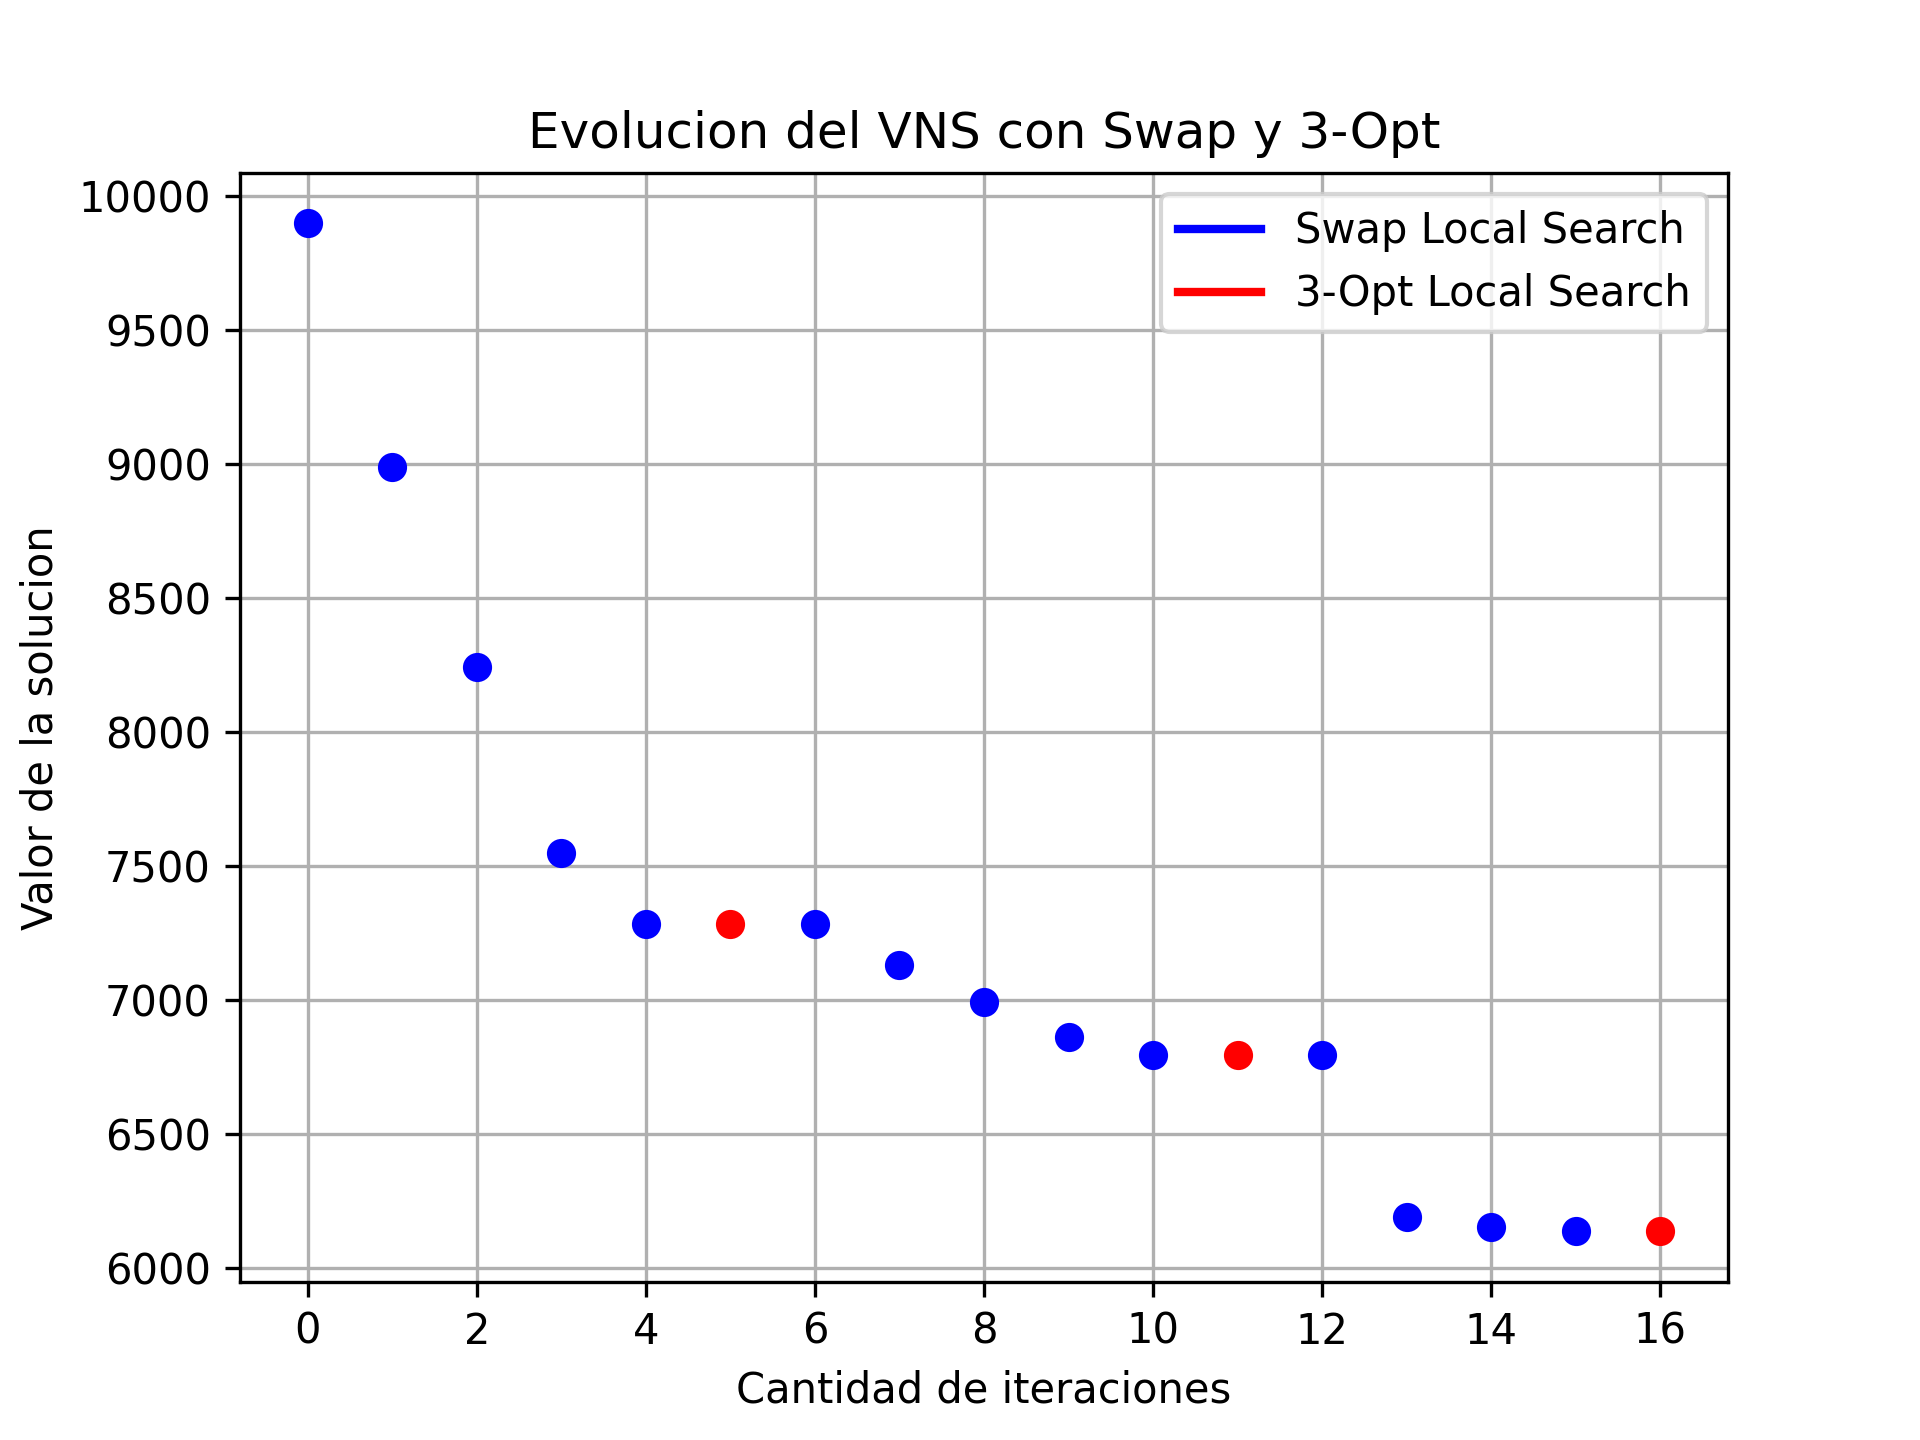 Evolucion del VNS con Swap y 3-Opt
Swap Local Search
3-Opt Local Search
Valor de la solucion
10000
9500
9000
8500
8000
7500
7000
6500
6000
0 2 4 6 8 10 12 14 16
Cantidad de iteraciones